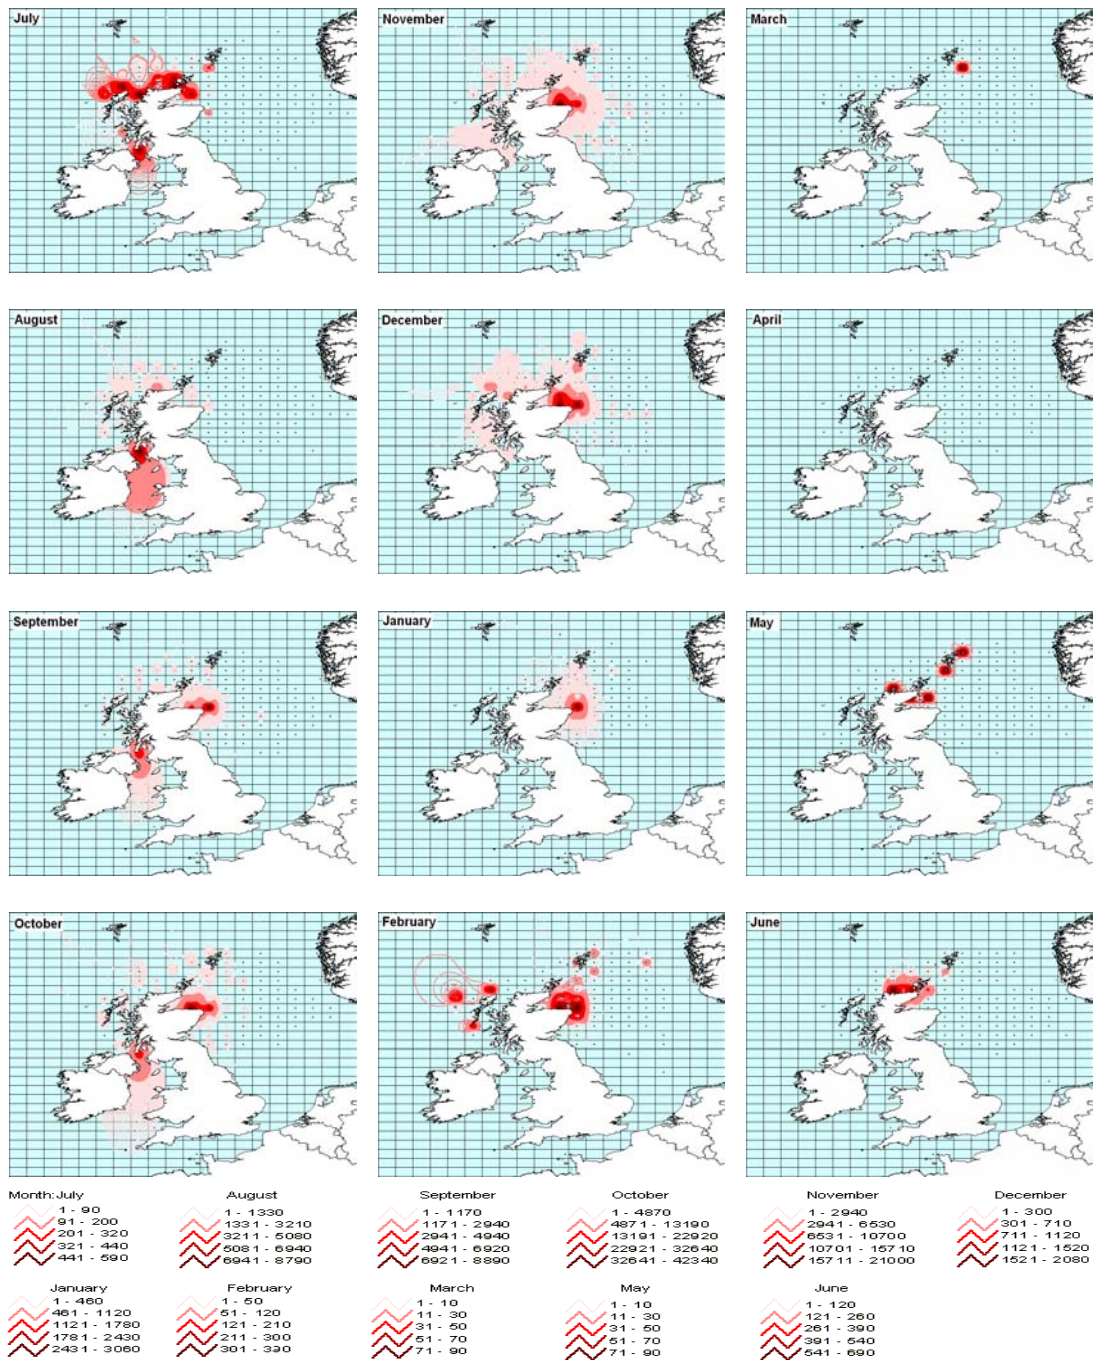 July
November
March
August
December
April
September
January
May
October
February
June
Month:July
1 - 90
91 - 200
201 - 320
321 - 440
441 - 590
August
1 - 1330
1331 - 3210
3211 - 5080
5081 - 6940
6941 - 8790
September
1 - 1170
1171 - 2940
2941 - 4940
4941 - 6920
6921 - 8890
October
1 - 4870
4871 - 13190
13191 - 22920
22921 - 32640
32641 - 42340
November
1 - 2940
2941 - 6530
6531 - 10700
10701 - 15710
15711 - 21000
December
1 - 300
301 - 710
711 - 1120
1121 - 1520
1521 - 2080
January
1 - 460
461 - 1120
1121 - 1780
1781 - 2430
2431 - 3060
February
1 - 50
51 - 120
121 - 210
211 - 300
301 - 390
March
1 - 10
11 - 30
31 - 50
51 - 70
71 - 90
May
1 - 10
11 - 30
31 - 50
51 - 70
71 - 90
June
1 - 120
121 - 260
261 - 390
391 - 540
541 - 690